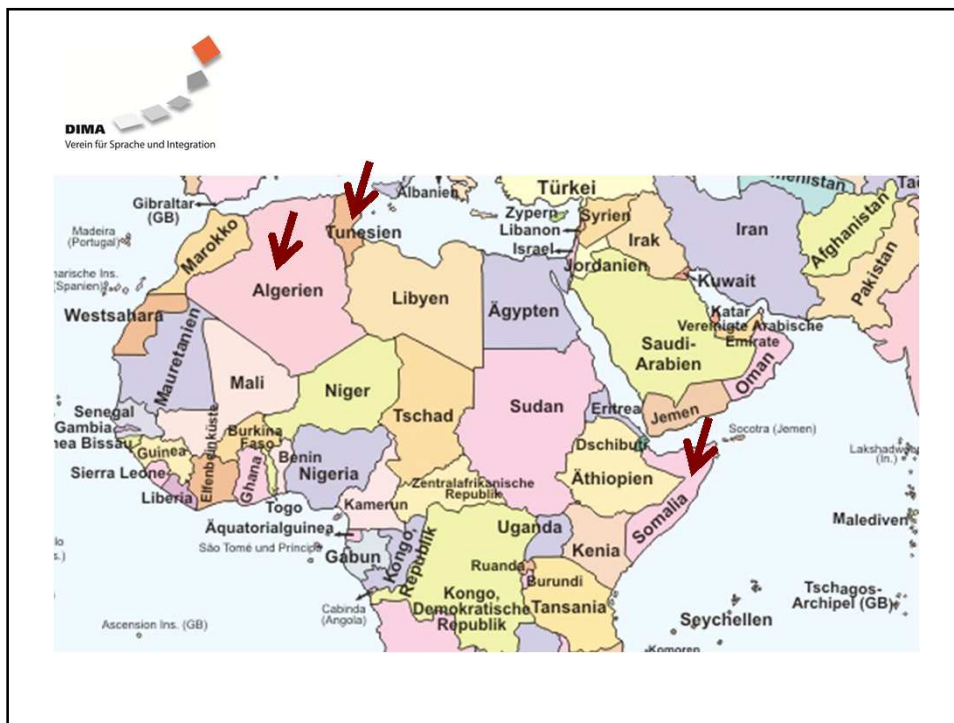 DIMA
Verein für Sprache und Integration
Albanien
Türkei
Gibraltar
(GB)
Madeira
(Portugal)
Marokko
Tunesien
Zypern
Libanon
Israel
Syrien
Irak
Iran
Afghanistan
Pakistan
Jordanien
Kuwait
(Spanien)
Algerien
Libyen
Ägypten
Westsahara
Katar
Vereinigte Arabische
Emirate
Saudi-
Arabien
Oman
Mauretanien
Mali
Niger
Tschad
Sudan
Eritrea
Jemen
Socotra (Jemen)
Senegal
Gambia
Bissau
Guinea
Burkina
Faso
Benin
Nigeria
Dschibuti
Äthiopien
Somalia
(In.)
Sierra Leone
Liberia
Elfenbeinküste
Ghana
Togo
Zentralafrikanische
Republik
Kamerun
Äquatorialguinea
Uganda
Kenia
Malediven
São Tomé und Príncipe
Gabun
Kongo,
Republik
Ruanda
Burundi
Cabinda
(Angola)
Kongo,
Demokratische
Republik
Tansania
Tschagos-
Archipel (GB)
Seychellen
Ascension Ins. (GB)
Komoren